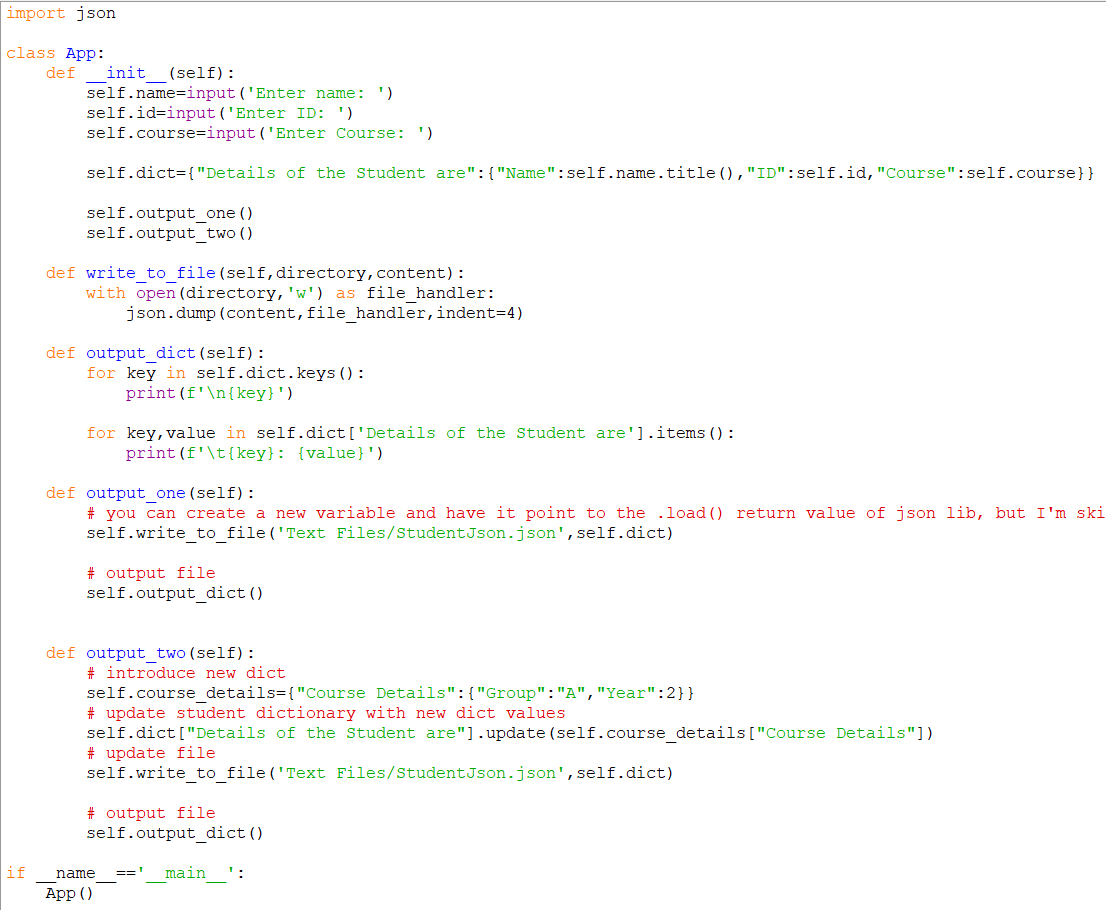 import json

class App:
    def __init__(self):
        self.name=input('Enter name: ')
        self.id=input('Enter ID: ')
        self.course=input('Enter Course: ')

        self.dict={"Details of the Student are":{"Name":self.name.title(),"ID":self.id,"Course":self.course}}

        self.output_one()
        self.output_two()

    def write_to_file(self,directory,content):
        with open(directory,'w') as file_handler:
            json.dump(content,file_handler,indent=4)

    def output_dict(self):
        for key in self.dict.keys():
            print(f'\n{key}')

        for key,value in self.dict['Details of the Student are'].items():
            print(f'\t{key}: {value}')

    def output_one(self):
        # you can create a new variable and have it point to the .load() return value of json lib, but I'm ski
        self.write_to_file('Text Files/StudentJson.json',self.dict)

        # output file
        self.output_dict()


    def output_two(self):
        # introduce new dict
        self.course_details={"Course Details":{"Group":"A","Year":2}}
        # update student dictionary with new dict values
        self.dict["Details of the Student are"].update(self.course_details["Course Details"])
        # update file
        self.write_to_file('Text Files/StudentJson.json',self.dict)

        # output file
        self.output_dict()

if __name__=='__main__':
    App()